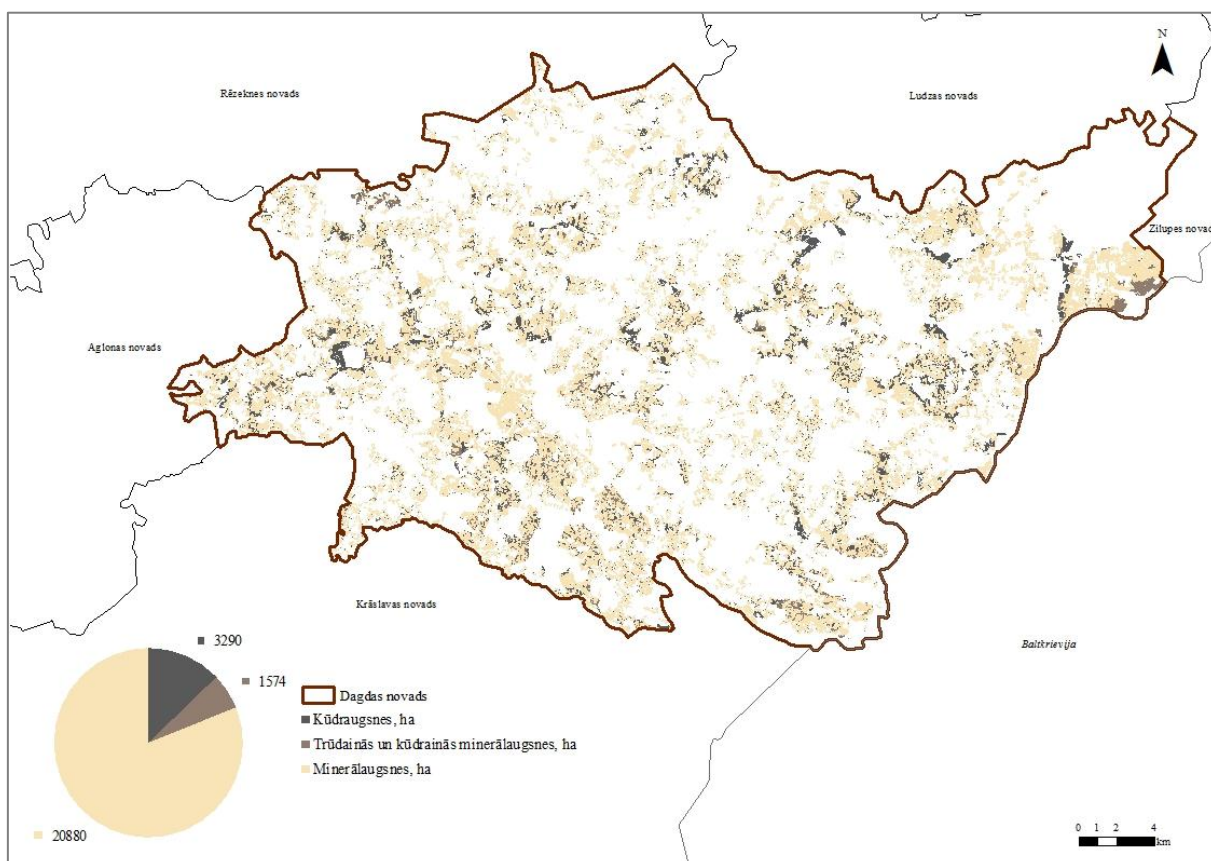 N
Rēzeknes novads
Ludzas novads
Zilupes novads
Aglonas novads
Krāslavas novads
Baltkrievija
3290
1574
20880
Dagdas novads
Kūdraugsnes, ha
Trūdainās un kūdrainās minerālaugsnes, ha
Minerālaugsnes, ha
0 1 2 4
km